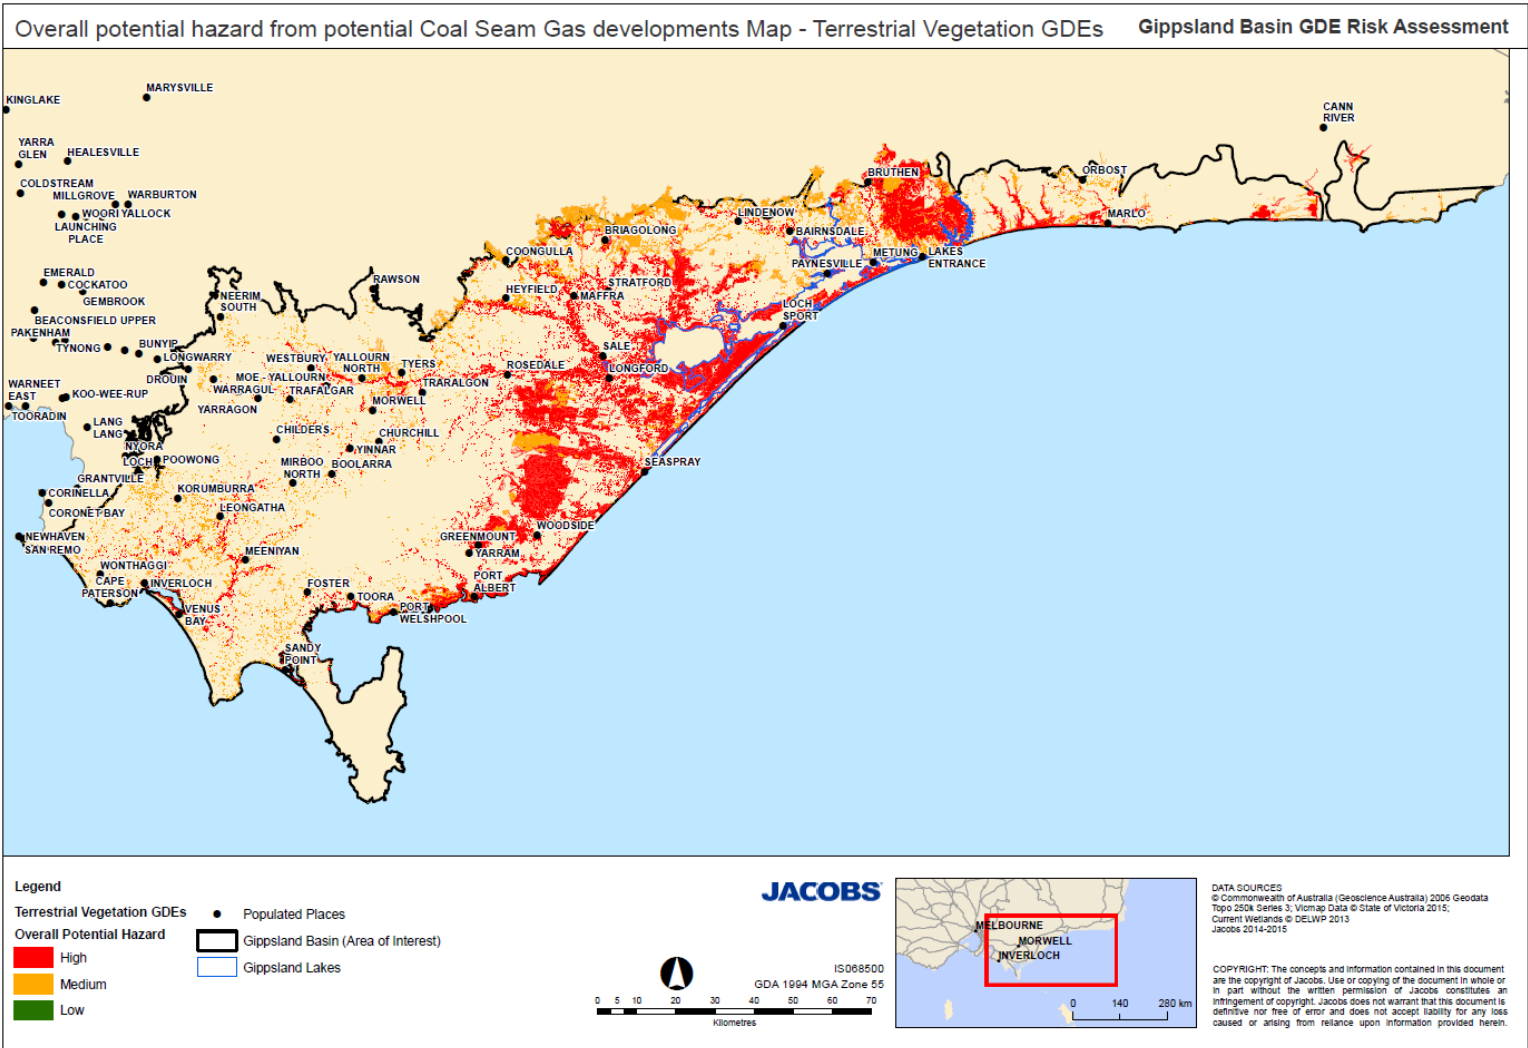 Overall potential hazard from potential Coal Seam Gas developments Map - Terrestrial Vegetation GDEs
Gippsland Basin GDE Risk Assessment
MARYSVILLE
KINGLAKE
CANN
RIVER
YARRA
GLEN
HEALESVILLE
COLDSTREAM
MILLGROVE
WARBURTON
WOORI YALLOCK
LAUNCHING
PLACE
BRUTHEN
ORBOST
LINDENOW
MARLO
BRIAGOLONG
BAIRNSDALE
COONGULLA
METUNG
LAKES
ENTRANCE
PAYNESVILLE
EMERALD
COCKATOO
GEMBROOK
RAWSON
NEERIM
SOUTH
HEYFIELD
STRATFORD
MAFFRA
LOCH
SPORT
BEACONSFIELD UPPER
PAKENHAM
TYNONG
BUNYIP
LONGWARRY
SALE
WESTBURY
YALLOURN
NORTH
TYERS
ROSEDALE
LONGFORD
DROUIN
MOE - YALLOURN
TRARALGON
WARNEET
EAST
KOO-WEE-RUP
WARRAGUL
TRAFALGAR
MORWELL
TOORADIN
YARRAGON
LANG
LANG
CHILDERS
CHURCHILL
NYORA
YINNAR
LOCH
POOWONG
MIRBOO
NORTH
BOOLARRA
SEASPRAY
GRANTVILLE
CORINELLA
KORUMBURRA
CORONET BAY
LEONGATHA
WOODSIDE
NEWHAVEN
SAN REMO
GREENMOUNT
YARRAM
MEENIYAN
WONTHAGGI
CAPE
PATERSON
INVERLOCH
FOSTER
TOORA
PORT
ALBERT
VENUS
BAY
PORT
WELSHPOOL
SANDY
POINT
Legend
Terrestrial Vegetation GDEs
Overall Potential Hazard
High
Medium
Low
Populated Places
Gippsland Basin (Area of Interest)
Gippsland Lakes
JACOBS
IS068500
GDA 1994 MGA Zone 55
0 5 10 20 30 40 50 60 70
Kilometres
MELBOURNE
MORWELL
INVERLOCH
0 140 280 km
DATA SOURCES
© Commonwealth of Australia (Geoscience Australia) 2006 Geodata
Topo 250k Series 3; Vicmap Data © State of Victoria 2015;
Current Wetlands © DELWP 2013
Jacobs 2014-2015
COPYRIGHT: The concepts and information contained in this document
are the copyright of Jacobs. Use or copying of the document in whole or
in part without the written permission of Jacobs constitutes an
infringement of copyright. Jacobs does not warrant that this document is
definitive nor free of error and does not accept liability for any loss
caused or arising from reliance upon information provided herein.